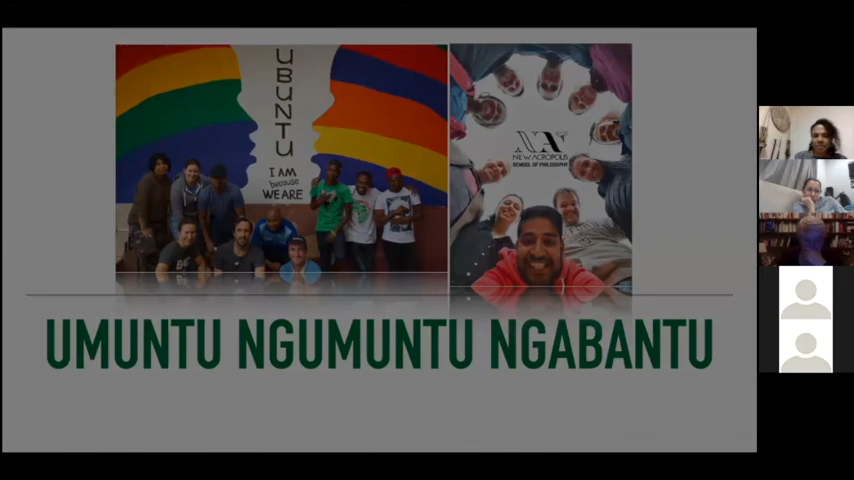 UBUNTU
I AM
because
WE ARE
NEW ACROPOLIS
SCHOOL OF PHILOSOPHY
UMUNTU NGUMUNTU NGABANTU